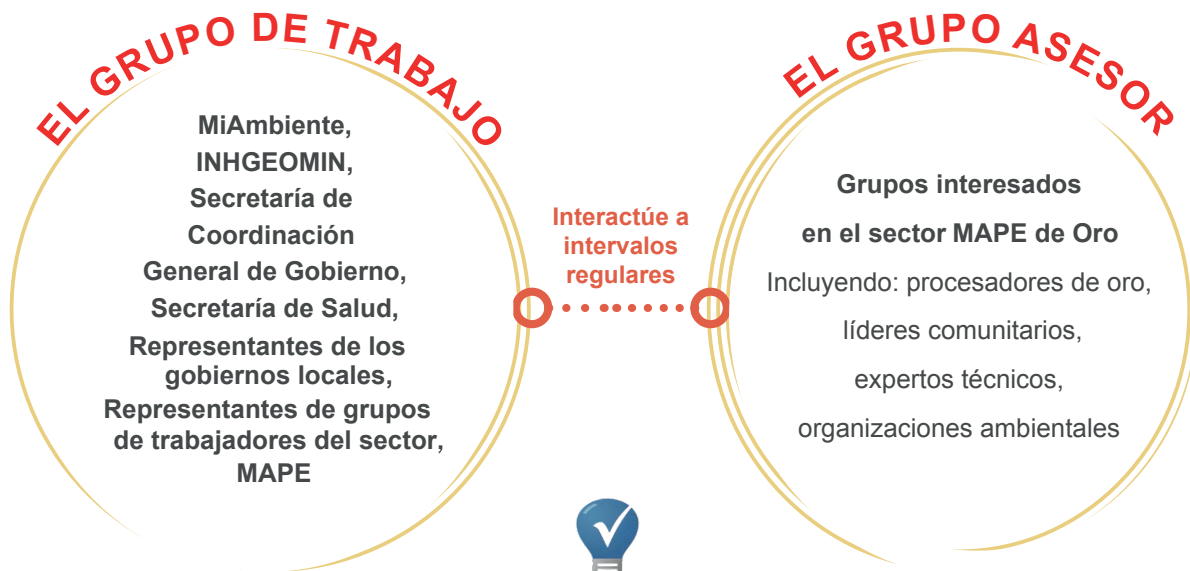 EL GRUPO DE TRABAJO
MiAmbiente,
INHGEOMIN,
Secretaría de
Coordinación
General de Gobierno,
Secretaría de Salud,
Representantes de los
gobiernos locales,
Representantes de grupos
de trabajadores del sector,
MAPE
Interactúe a
intervalos
regulares
EL GRUPO ASESOR
Grupos interesados
en el sector MAPE de Oro
Incluyendo: procesadores de oro,
líderes comunitarios,
expertos técnicos,
organizaciones ambientales